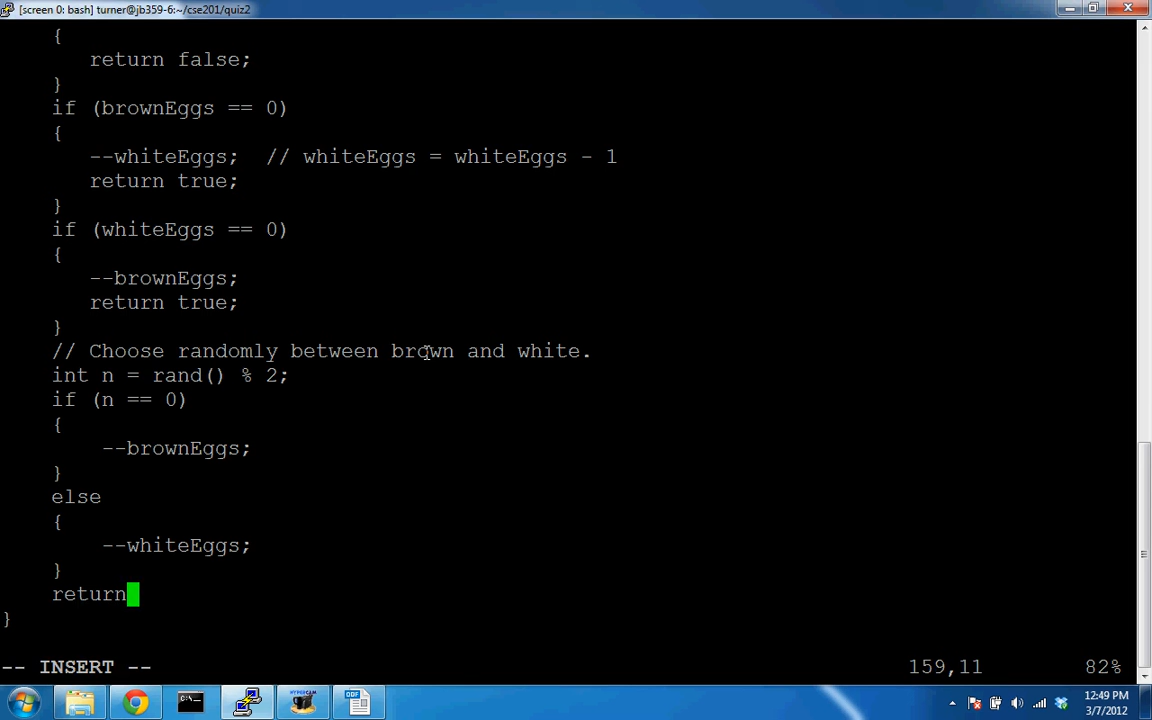 [screen 0: bash] turner@jb359-6:~/cse201/quiz2
{
return false;
}
if (brownEggs == 0)
{
--whiteEggs;  // whiteEggs = whiteEggs - 1
return true;
}
if (whiteEggs == 0)
{
--brownEggs;
return true;
}
// Choose randomly between brown and white.
int n = rand() % 2;
if (n == 0)
{
--brownEggs;
}
else
{
--whiteEggs;
}
return
}
-- INSERT -- 159,11 82%
HYPERCAM
ODF
12:49 PM
3/7/2012